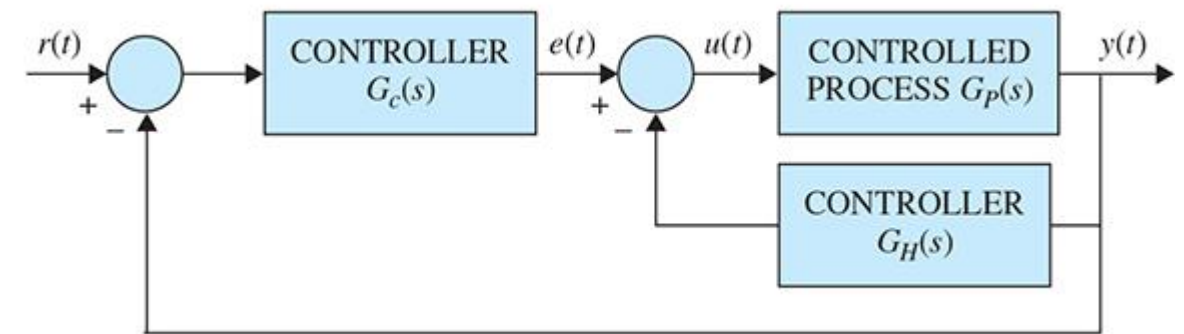 r(t)
+
−
CONTROLLER
G_c(s)
e(t)
+
−
u(t)
CONTROLLED
PROCESS G_P(s)
y(t)
CONTROLLER
G_H(s)